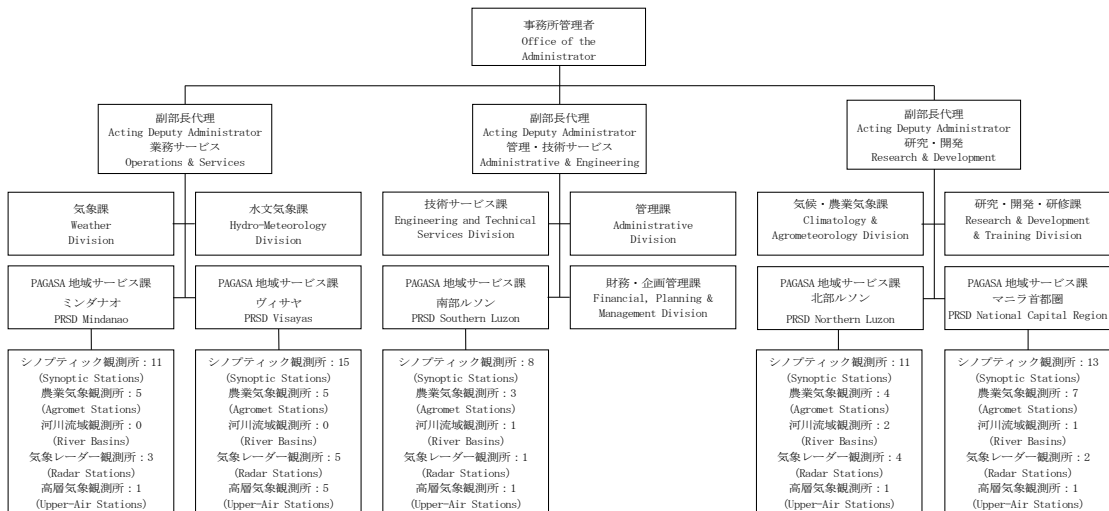 事務所管理者
Office of the
Administrator
副部長代理
Acting Deputy Administrator
業務サービス
Operations & Services
副部長代理
Acting Deputy Administrator
管理・技術サービス
Administrative & Engineering
副部長代理
Acting Deputy Administrator
研究・開発
Research & Development
気象課
Weather
Division
水文気象課
Hydro-Meteorology
Division
技術サービス課
Engineering and Technical
Services Division
管理課
Administrative
Division
気候・農業気象課
Climatology &
Agrometeorology Division
研究・開発・研修課
Research & Development
& Training Division
PAGASA 地域サービス課
ミンダナオ
PRSD Mindanao
PAGASA 地域サービス課
ヴィサヤ
PRSD Visayas
PAGASA 地域サービス課
南部ルソン
PRSD Southern Luzon
財務・企画管理課
Financial, Planning &
Management Division
PAGASA 地域サービス課
北部ルソン
PRSD Northern Luzon
PAGASA 地域サービス課
マニラ首都圏
PRSD National Capital Region
シノプティック観測所：11
(Synoptic Stations)
農業気象観測所：5
(Agromet Stations)
河川流域観測所：0
(River Basins)
気象レーダー観測所：3
(Radar Stations)
高層気象観測所：1
(Upper-Air Stations)
シノプティック観測所：15
(Synoptic Stations)
農業気象観測所：5
(Agromet Stations)
河川流域観測所：0
(River Basins)
気象レーダー観測所：5
(Radar Stations)
高層気象観測所：5
(Upper-Air Stations)
シノプティック観測所：8
(Synoptic Stations)
農業気象観測所：3
(Agromet Stations)
河川流域観測所：1
(River Basins)
気象レーダー観測所：1
(Radar Stations)
高層気象観測所：1
(Upper-Air Stations)
シノプティック観測所：11
(Synoptic Stations)
農業気象観測所：4
(Agromet Stations)
河川流域観測所：2
(River Basins)
気象レーダー観測所：4
(Radar Stations)
高層気象観測所：1
(Upper-Air Stations)
シノプティック観測所：13
(Synoptic Stations)
農業気象観測所：7
(Agromet Stations)
河川流域観測所：1
(River Basins)
気象レーダー観測所：2
(Radar Stations)
高層気象観測所：1
(Upper-Air Stations)